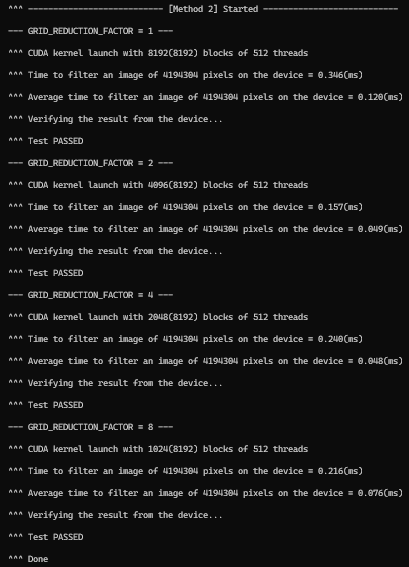 ^^^ --------------------------- [Method 2] Started ---------------------------
--- GRID_REDUCTION_FACTOR = 1 ---
^^^ CUDA kernel launch with 8192(8192) blocks of 512 threads
^^^ Time to filter an image of 4194304 pixels on the device = 0.346(ms)
^^^ Average time to filter an image of 4194304 pixels on the device = 0.120(ms)
^^^ Verifying the result from the device...
^^^ Test PASSED
--- GRID_REDUCTION_FACTOR = 2 ---
^^^ CUDA kernel launch with 4096(8192) blocks of 512 threads
^^^ Time to filter an image of 4194304 pixels on the device = 0.157(ms)
^^^ Average time to filter an image of 4194304 pixels on the device = 0.049(ms)
^^^ Verifying the result from the device...
^^^ Test PASSED
--- GRID_REDUCTION_FACTOR = 4 ---
^^^ CUDA kernel launch with 2048(8192) blocks of 512 threads
^^^ Time to filter an image of 4194304 pixels on the device = 0.240(ms)
^^^ Average time to filter an image of 4194304 pixels on the device = 0.048(ms)
^^^ Verifying the result from the device...
^^^ Test PASSED
--- GRID_REDUCTION_FACTOR = 8 ---
^^^ CUDA kernel launch with 1024(8192) blocks of 512 threads
^^^ Time to filter an image of 4194304 pixels on the device = 0.216(ms)
^^^ Average time to filter an image of 4194304 pixels on the device = 0.076(ms)
^^^ Verifying the result from the device...
^^^ Test PASSED
^^^ Done